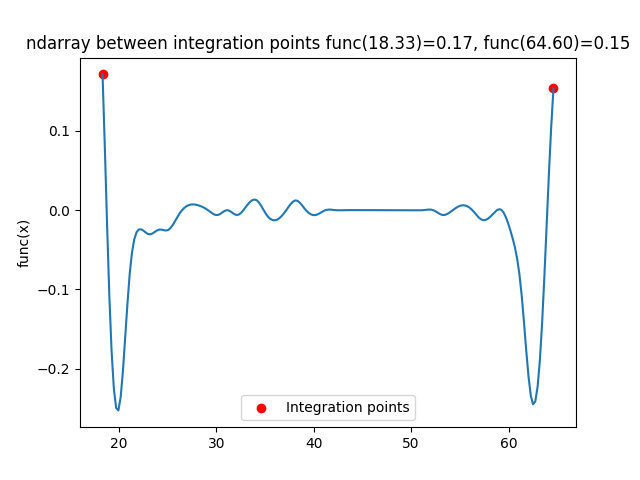 ndarray between integration points func(18.33)=0.17, func(64.60)=0.15
0.1
0.0
−0.1
−0.2
func(x)
Integration points
20 30 40 50 60